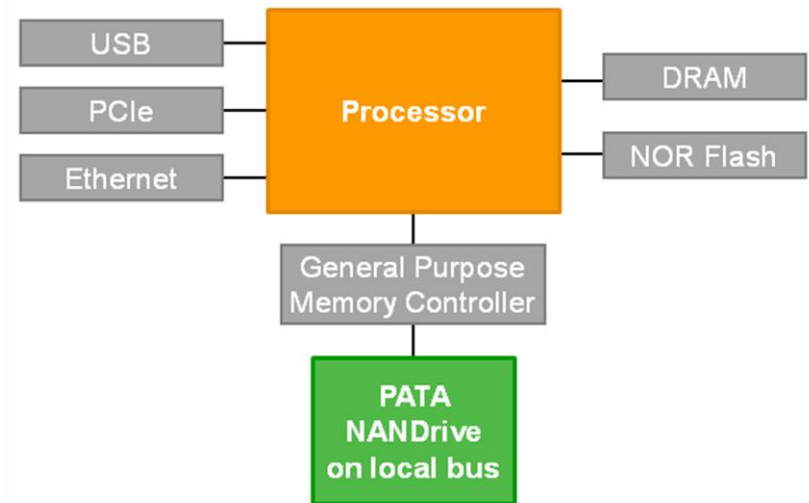 USB
PCIe
Ethernet
Processor
DRAM
NOR Flash
General Purpose
Memory Controller
PATA
NANDrive
on local bus